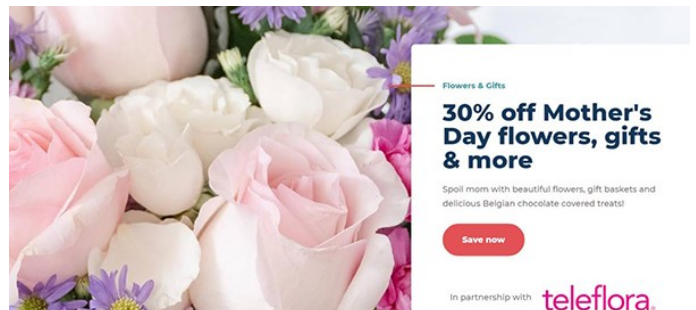 Flowers & Gifts
30% off Mother's
Day flowers, gifts
& more
Spoil mom with beautiful flowers, gift baskets and
delicious Belgian chocolate covered treats!
Save now
In partnership with teleflora.